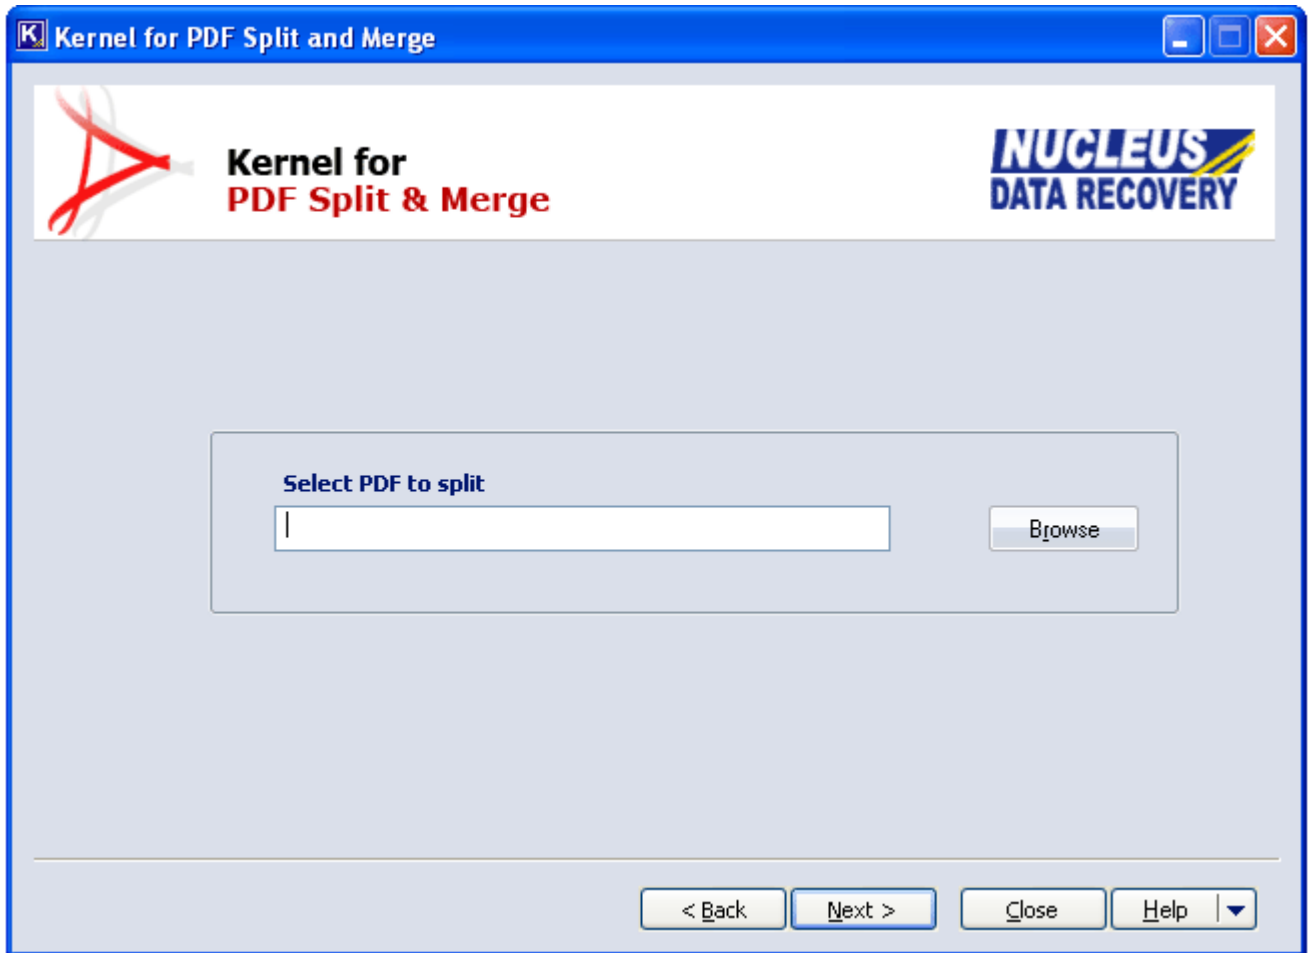 Kernel for PDF Split and Merge
Kernel for
PDF Split & Merge
NUCLEUS
DATA RECOVERY
Select PDF to split
Browse
< Back Next > Close Help